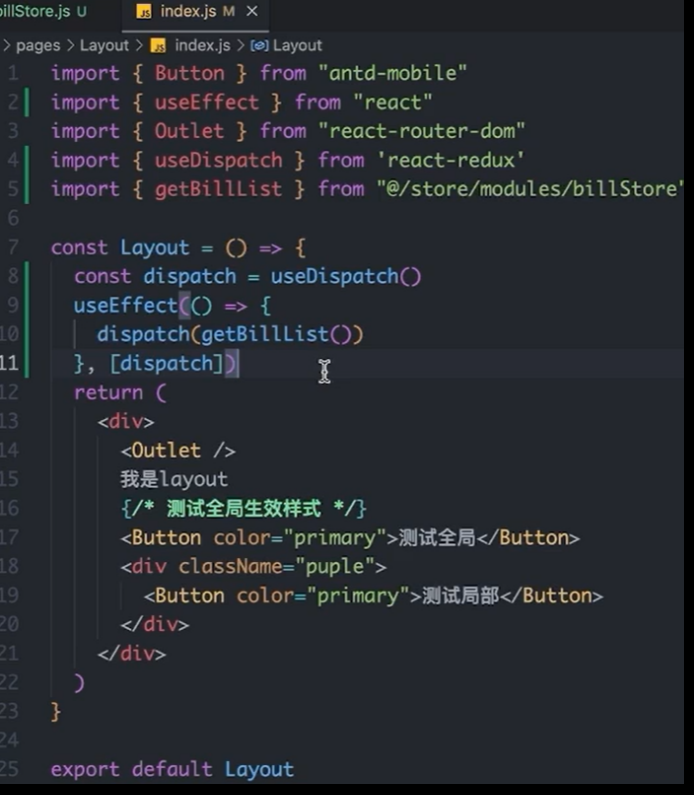 billStore.js U
JS index.js M ×
> pages > Layout > JS index.js > Layout
1 import { Button } from "antd-mobile"
2 import { useEffect } from "react"
3 import { Outlet } from "react-router-dom"
4 import { useDispatch } from 'react-redux'
5 import { getBillList } from "@/store/modules/billStore"
6
7 const Layout = () => {
8 const dispatch = useDispatch()
9 useEffect(() => {
10 dispatch(getBillList())
11 }, [dispatch])
12 return (
13 <div>
14 <Outlet />
15 我是layout
16 {/* 测试全局生效样式 */}
17 <Button color="primary">测试全局</Button>
18 <div className="puple">
19 <Button color="primary">测试局部</Button>
20 </div>
21 </div>
22 )
23 }
24
25 export default Layout